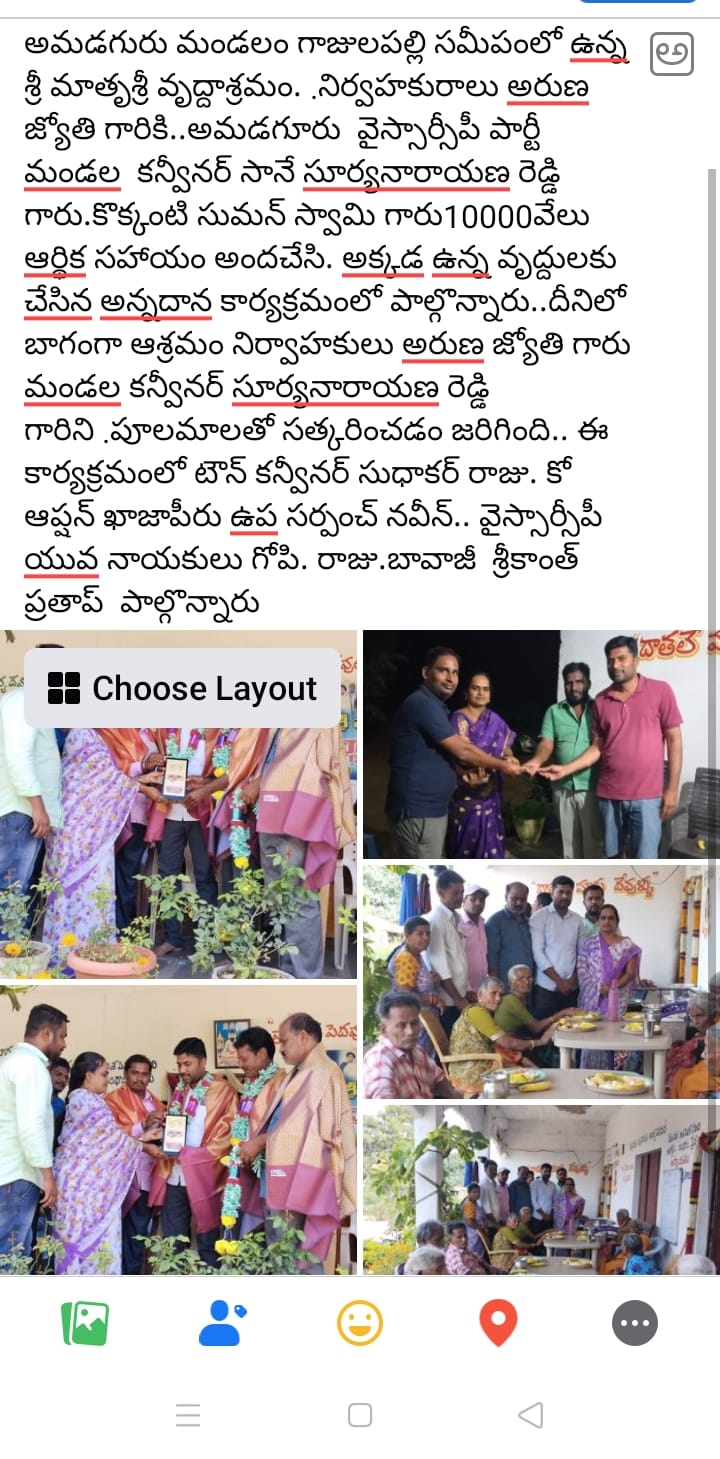 అమడగురు మండలం గాజులపల్లి సమీపంలో ఉన్న
శ్రీ మాతృశ్రీ వృద్దాశ్రమం. .నిర్వహకురాలు అరుణ
జ్యోతి గారికి..అమడగూరు వైస్సార్సీపీ పార్టీ
మండల కన్వీనర్ సానే సూర్యనారాయణ రెడ్డి
గారు.కొక్కంటి సుమన్ స్వామి గారు10000వేలు
ఆర్థిక సహాయం అందచేసి. అక్కడ ఉన్న వృద్దులకు
చేసిన అన్నదాన కార్యక్రమంలో పాల్గొన్నారు..దీనిలో
బాగంగా ఆశ్రమం నిర్వాహకులు అరుణ జ్యోతి గారు
మండల కన్వీనర్ సూర్యనారాయణ రెడ్డి
గారిని .పూలమాలతో సత్కరించడం జరిగింది.. ఈ
కార్యక్రమంలో టౌన్ కన్వీనర్ సుధాకర్ రాజు. కో
ఆప్షన్ ఖాజాపీరు ఉప సర్పంచ్ నవీన్.. వైస్సార్సీపీ
యువ నాయకులు గోపి. రాజు.బావాజీ శ్రీకాంత్
ప్రతాప్ పాల్గొన్నారు
అ
Choose Layout
"దాతలే
దేవుళ్ళు"